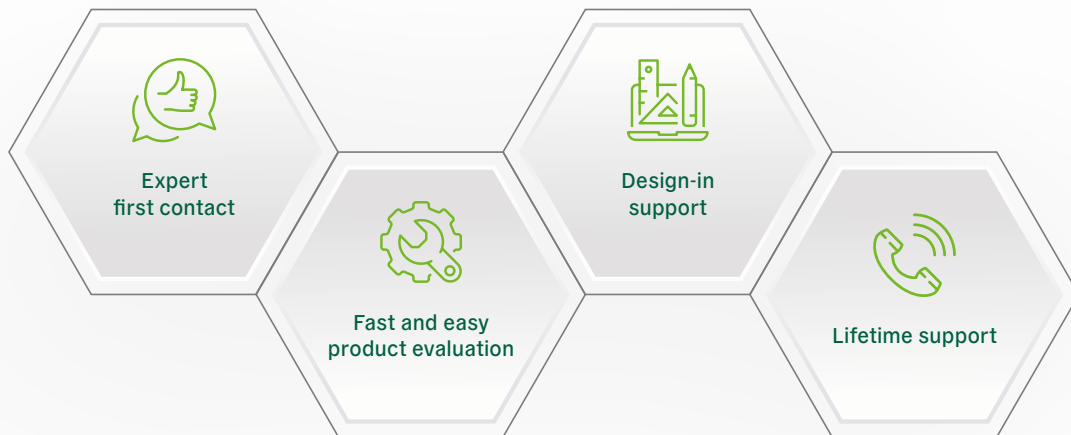 Expert
first contact
Fast and easy
product evaluation
Design-in
support
Lifetime support